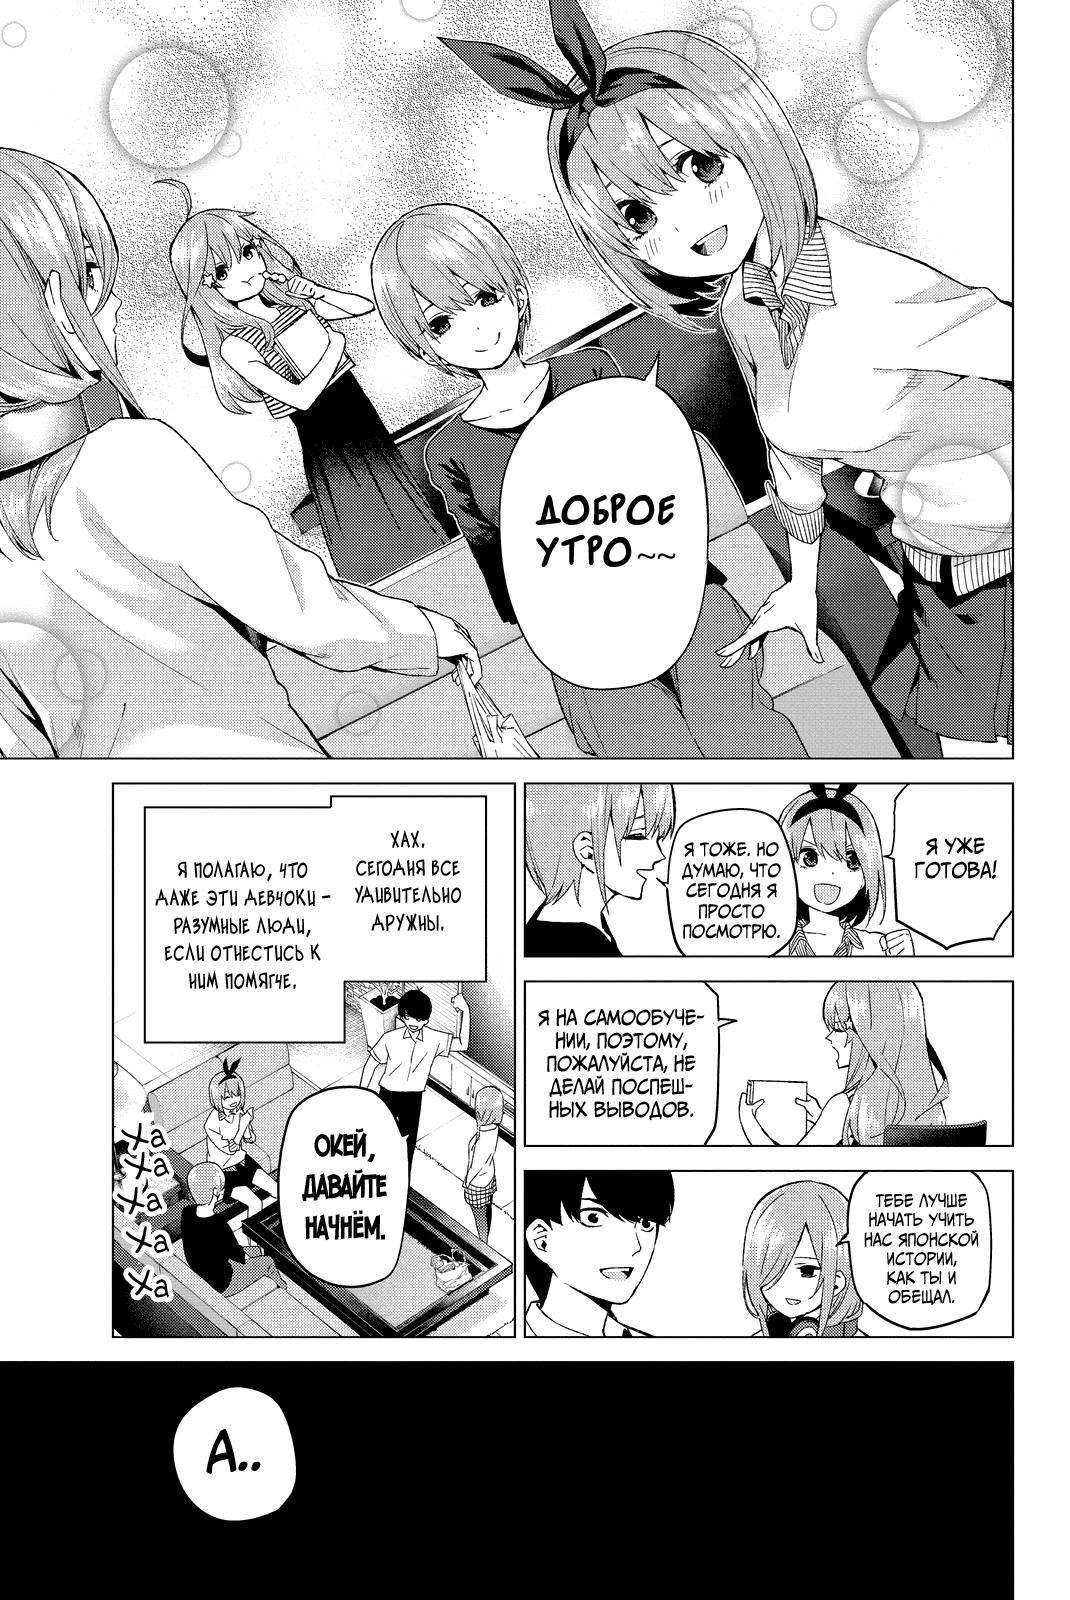 ДОБРОЕ
УТРО~~
Я УЖЕ
ГОТОВА!
Я ТОЖЕ. НО
ДУМАЮ, ЧТО
СЕГОДНЯ Я
ПРОСТО
ПОСМОТРЮ.
Я НА САМООБУЧЕ-
НИИ, ПОЭТОМУ,
ПОЖАЛУЙСТА, НЕ
ДЕЛАЙ ПОСПЕШ-
НЫХ ВЫВОДОВ.
ТЕБЕ ЛУЧШЕ
НАЧАТЬ УЧИТЬ
НАС ЯПОНСКОЙ
ИСТОРИИ,
КАК ТЫ И
ОБЕЩАЛ.
ХАХ.
СЕГОДНЯ ВСЕ
УДИВИТЕЛЬНО
ДРУЖНЫ.
Я ПОЛАГАЮ, ЧТО
ДАЖЕ ЭТИ ДЕВЧОКИ –
РАЗУМНЫЕ ЛЮДИ,
ЕСЛИ ОТНЕСТИСЬ К
НИМ ПОМЯГЧЕ.
ОКЕЙ,
ДАВАЙТЕ
НАЧНЁМ.
Ха
Ха
Ха
Ха
Ха
А..